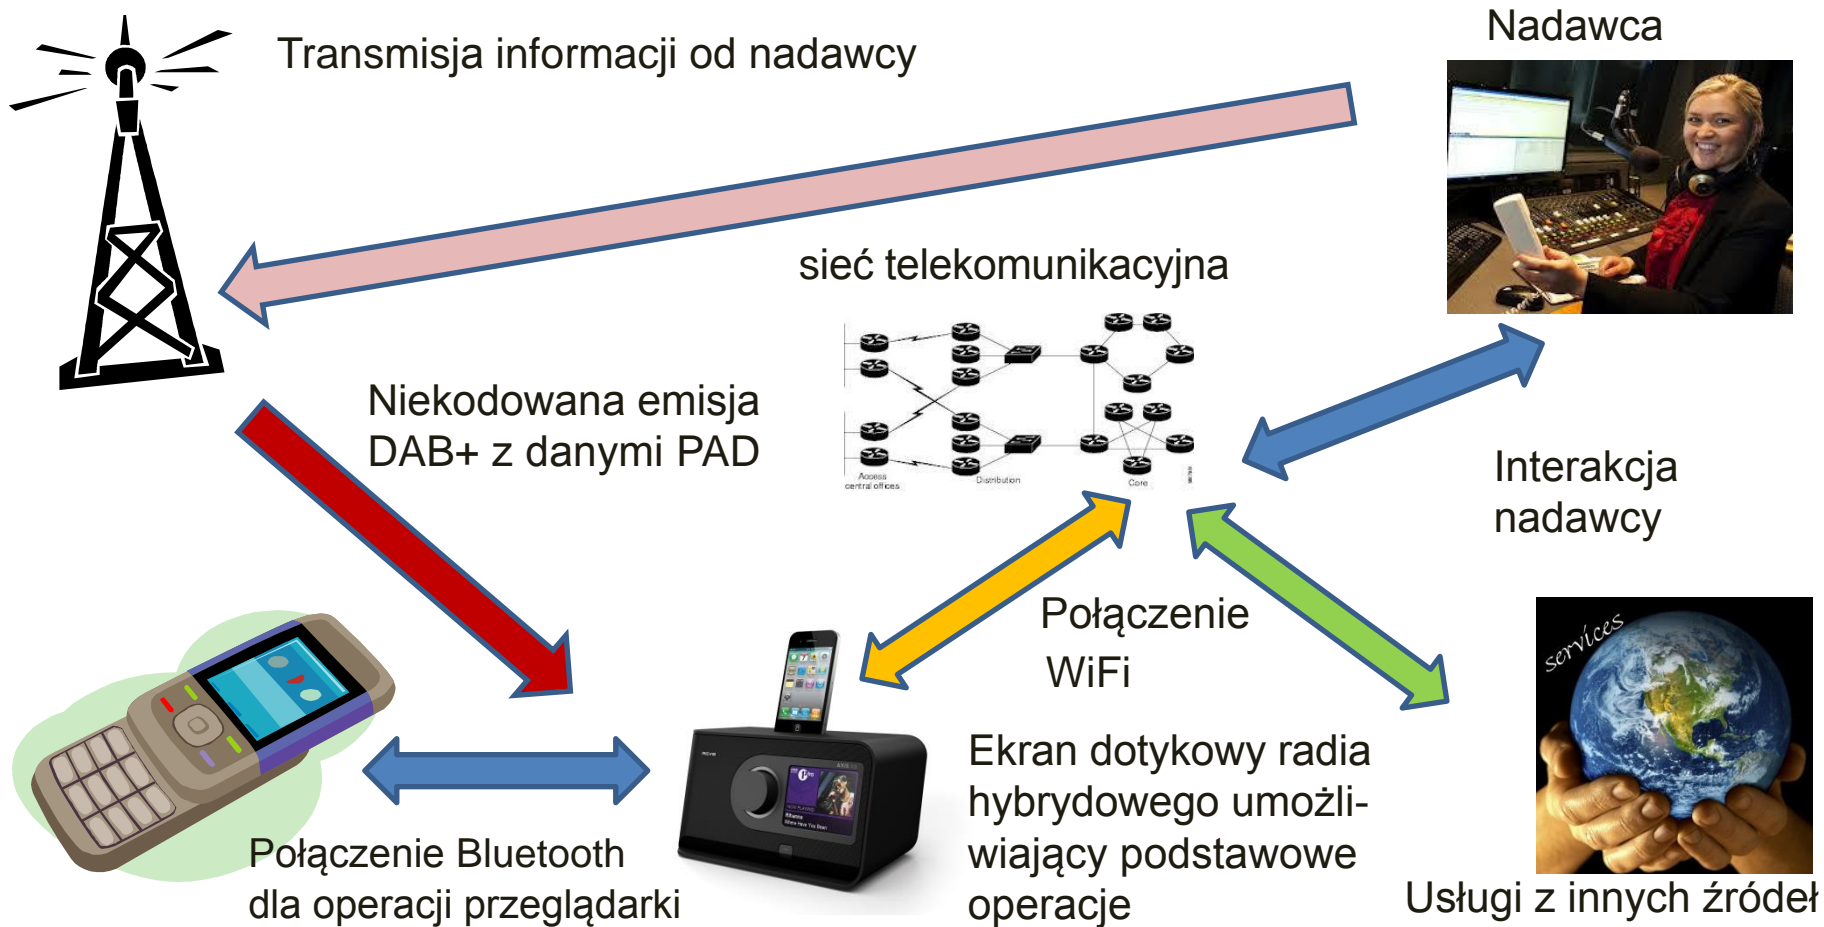 Nadawca
Transmisja informacji od nadawcy
sieć telekomunikacyjna
Access
central offices
Distribution
Core
Niekodowana emisja
DAB+ z danymi PAD
Interakcja
nadawcy
Połączenie
WiFi
services
Ekran dotykowy radia
hybrydowego umożli-
wiający podstawowe
operacje
Połączenie Bluetooth
dla operacji przeglądarki
Usługi z innych źródeł